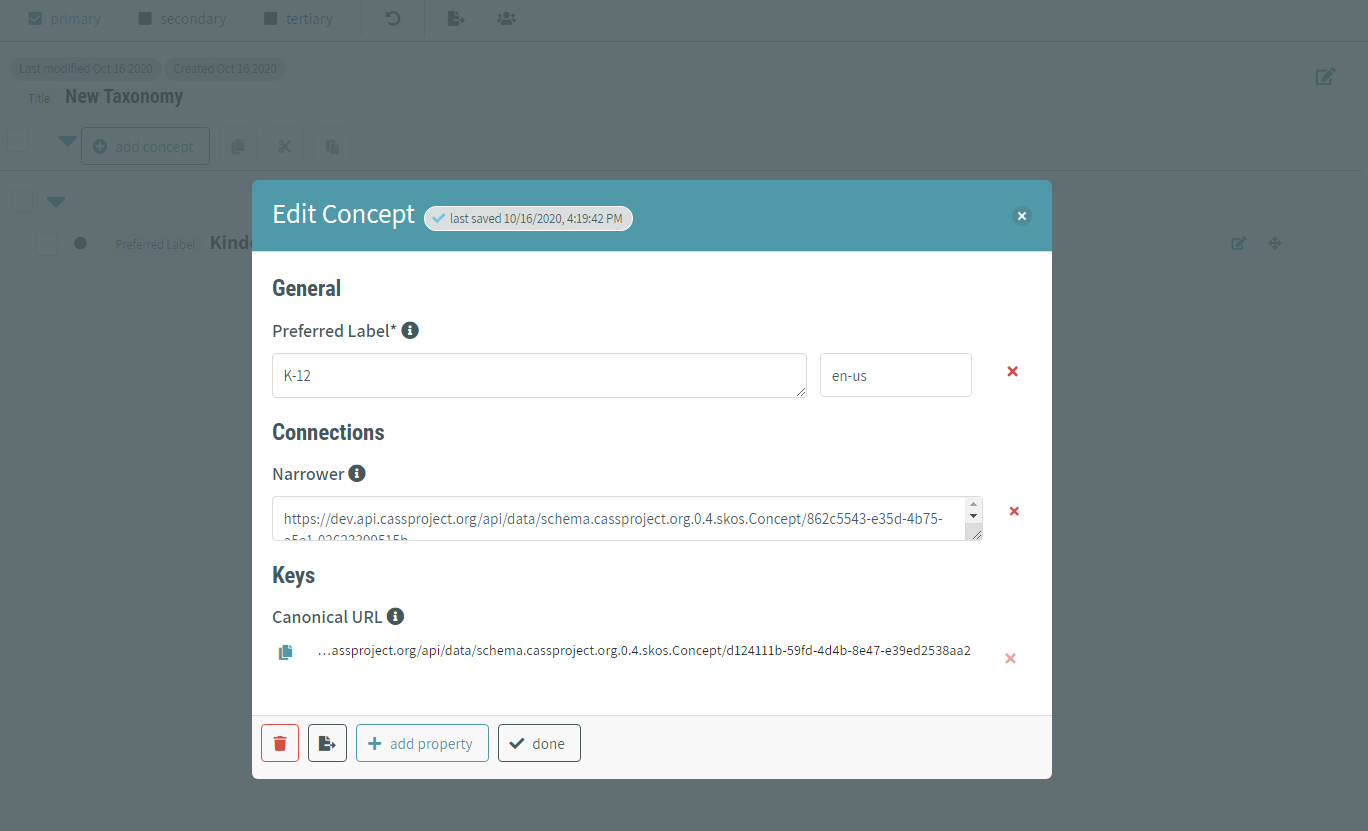 primary secondary tertiary
Last modified Oct 16 2020 Created Oct 16 2020
Title New Taxonomy
add concept
Edit Concept last saved 10/16/2020, 4:19:42 PM
Preferred Label
General
Preferred Label*
K-12 en-us
Connections
Narrower
https://dev.api.cassproject.org/api/data/schema.cassproject.org.0.4.skos.Concept/862c5543-e35d-4b75-
Keys
Canonical URL
...assproject.org/api/data/schema.cassproject.org.0.4.skos.Concept/d124111b-59fd-4d4b-8e47-e39ed2538aa2
add property done